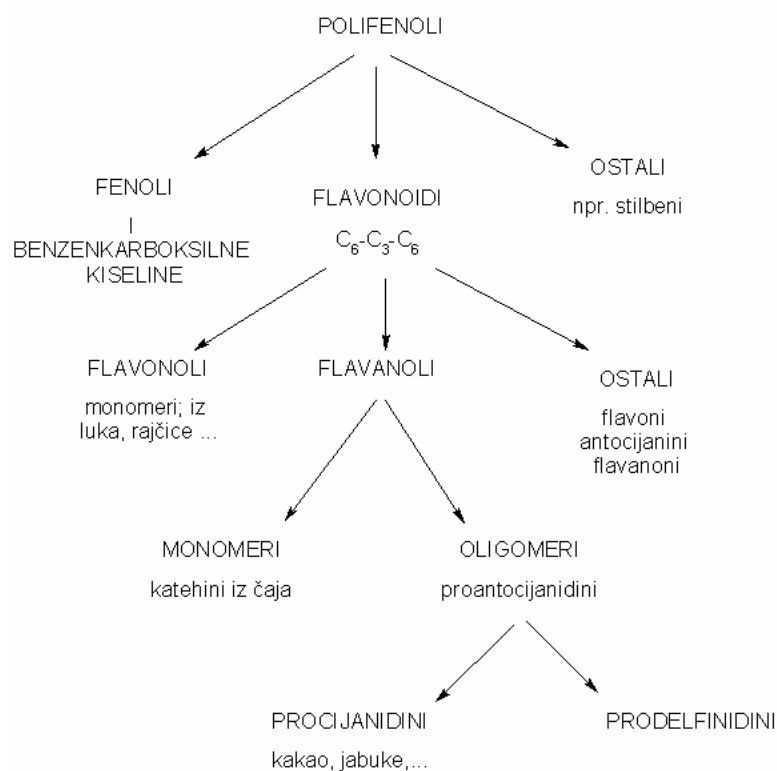 POLIFENOLI
FENOLI
I
BENZENKARBOKSILNE
KISELINE
FLAVONOIDI
C₆-C₃-C₆
OSTALI
npr. stilbeni
FLAVONOLI
monomeri; iz
luka, rajčice ...
FLAVANOLI
OSTALI
flavoni
antocijanini
flavanoni
MONOMERI
katehini iz čaja
OLIGOMERI
proantocijanidini
PROCIJANIDINI
kakao, jabuke,...
PRODELFINIDINI